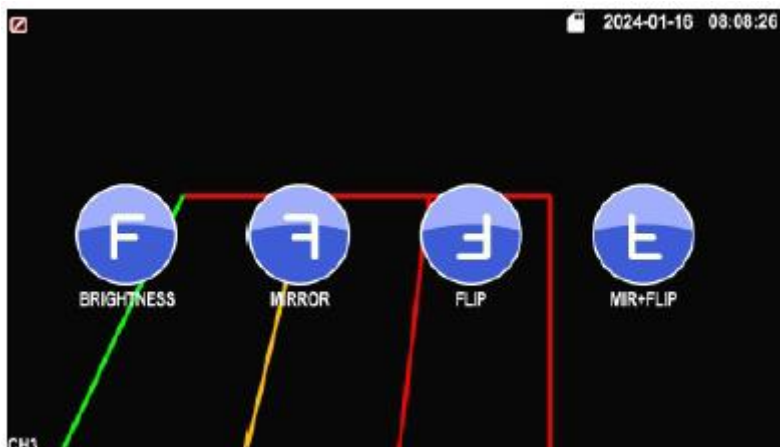 2024-01-16 08:08:26
F
BRIGHTNESS
MIRROR
FLIP
MIR+FLIP
CH3